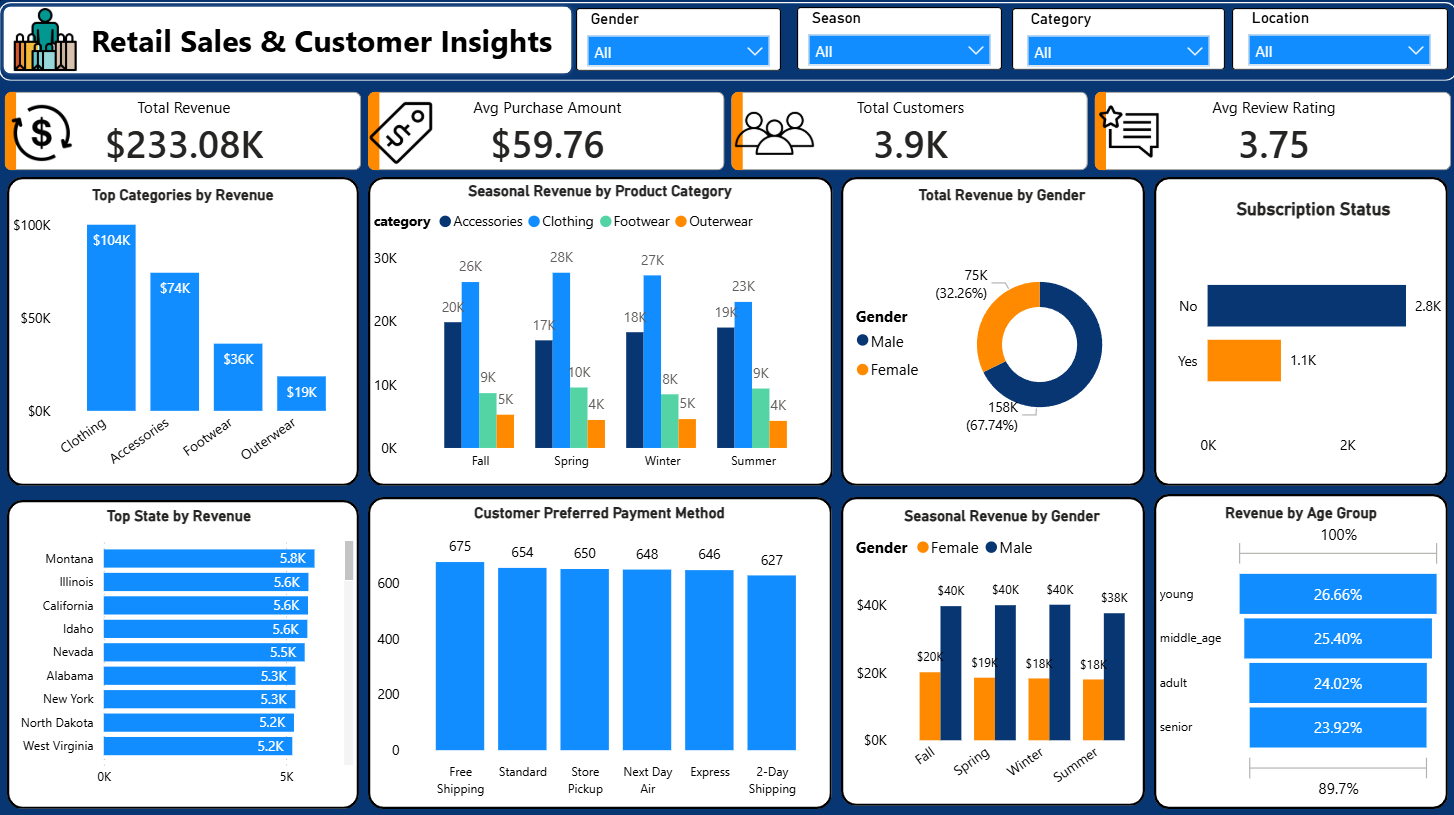 Retail Sales & Customer Insights
Gender
All
Season
All
Category
All
Location
All
Total Revenue
$233.08K
Avg Purchase Amount
$59.76
Total Customers
3.9K
Avg Review Rating
3.75
Top Categories by Revenue
$100K
$50K
$0K
$104K
$74K
$36K
$19K
Clothing
Accessories
Footwear
Outerwear
Seasonal Revenue by Product Category
category Accessories Clothing Footwear Outerwear
30K
20K
10K
0K
20K
26K
9K
5K
17K
28K
10K
4K
18K
27K
8K
5K
19K
23K
9K
4K
Fall
Spring
Winter
Summer
Total Revenue by Gender
75K
(32.26%)
Gender
Male
Female
158K
(67.74%)
Subscription Status
No
2.8K
Yes
1.1K
0K
2K
Top State by Revenue
Montana 5.8K
Illinois 5.6K
California 5.6K
Idaho 5.6K
Nevada 5.5K
Alabama 5.3K
New York 5.3K
North Dakota 5.2K
West Virginia 5.2K
0K
5K
Customer Preferred Payment Method
600
400
200
0
675
654
650
648
646
627
Free
Shipping
Standard
Store
Pickup
Next Day
Air
Express
2-Day
Shipping
Seasonal Revenue by Gender
Gender Female Male
$40K
$20K
$0K
$20K
$40K
$19K
$40K
$18K
$40K
$18K
$38K
Fall
Spring
Winter
Summer
Revenue by Age Group
100%
young 26.66%
middle_age 25.40%
adult 24.02%
senior 23.92%
89.7%